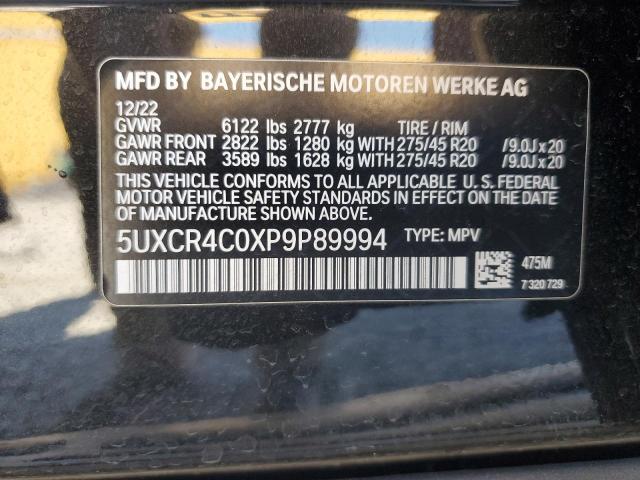 MFD BY BAYERISCHE MOTOREN WERKE AG
12/22
GVWR 6122 lbs 2777 kg TIRE / RIM
GAWR FRONT 2822 lbs 1280 kg WITH 275/45 R20 /9.0J x 20
GAWR REAR 3589 lbs 1628 kg WITH 275/45 R20 /9.0J x 20
THIS VEHICLE CONFORMS TO ALL APPLICABLE U. S. FEDERAL
MOTOR VEHICLE SAFETY STANDARDS IN EFFECT ON THE DATE
OF MANUFACTURE SHOWN ABOVE.
5UXCR4C0XP9P89994 TYPE: MPV
475M
7 320 729